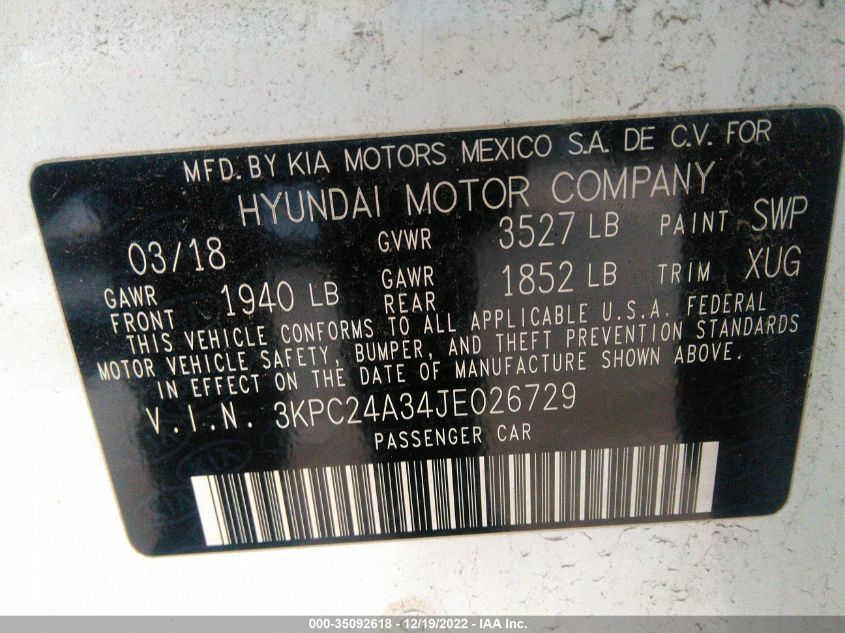 MFD. BY KIA MOTORS MEXICO S.A. DE C.V. FOR
HYUNDAI MOTOR COMPANY
03/18 GVWR 3527 LB PAINT SWP
GAWR FRONT 1940 LB GAWR REAR 1852 LB TRIM XUG
THIS VEHICLE CONFORMS TO ALL APPLICABLE U.S.A. FEDERAL
MOTOR VEHICLE SAFETY, BUMPER, AND THEFT PREVENTION STANDARDS
IN EFFECT ON THE DATE OF MANUFACTURE SHOWN ABOVE.
V.I.N. 3KPC24A34JE026729
PASSENGER CAR
000-35092618 - 12/19/2022 - IAA Inc.